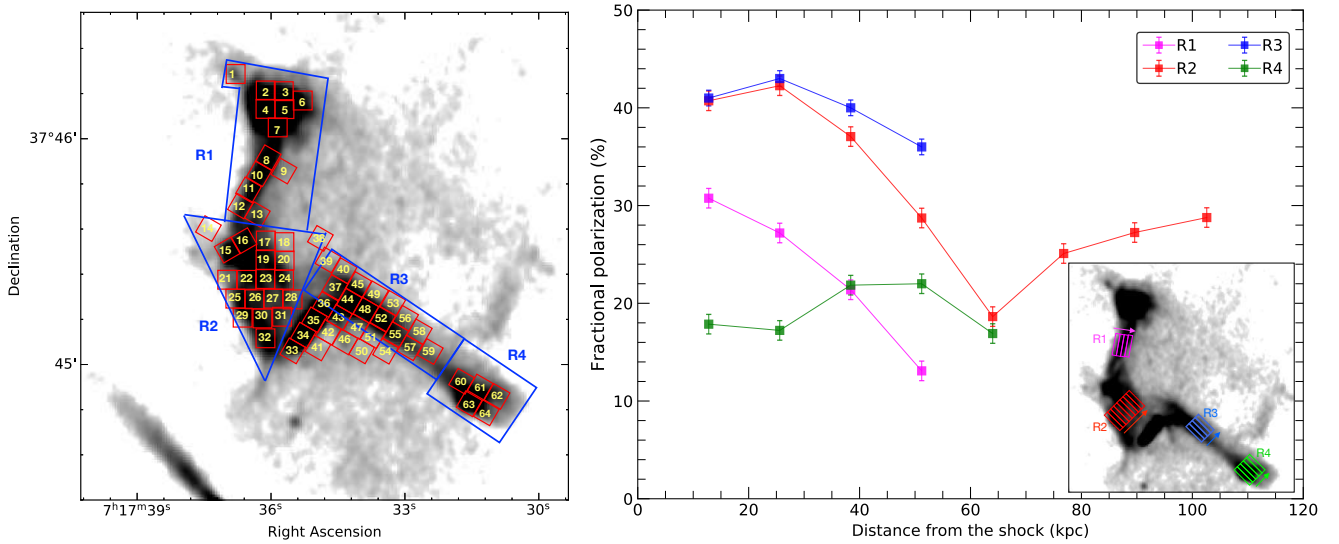 1
2 3
6
4 5
7
37°46'
R1
8
9
10
11
12
13
14
38
15 16 17 18
19 20
39
40
R3
21 22 23 24
37 45
49
25 26 27 28
36 44
53
48
29 30 31
35 43
52
56
R2
47
58
32
34 42
51
55
R4
46
57
33 41
50 54
59
45'
60
61
62
63
64
Declination
7ʰ17ᵐ39ˢ 36ˢ 33ˢ 30ˢ
Right Ascension
50
40
30
20
10
0
Fractional polarization (%)
R1 R3
R2 R4
R1
R2
R3
R4
0 20 40 60 80 100 120
Distance from the shock (kpc)